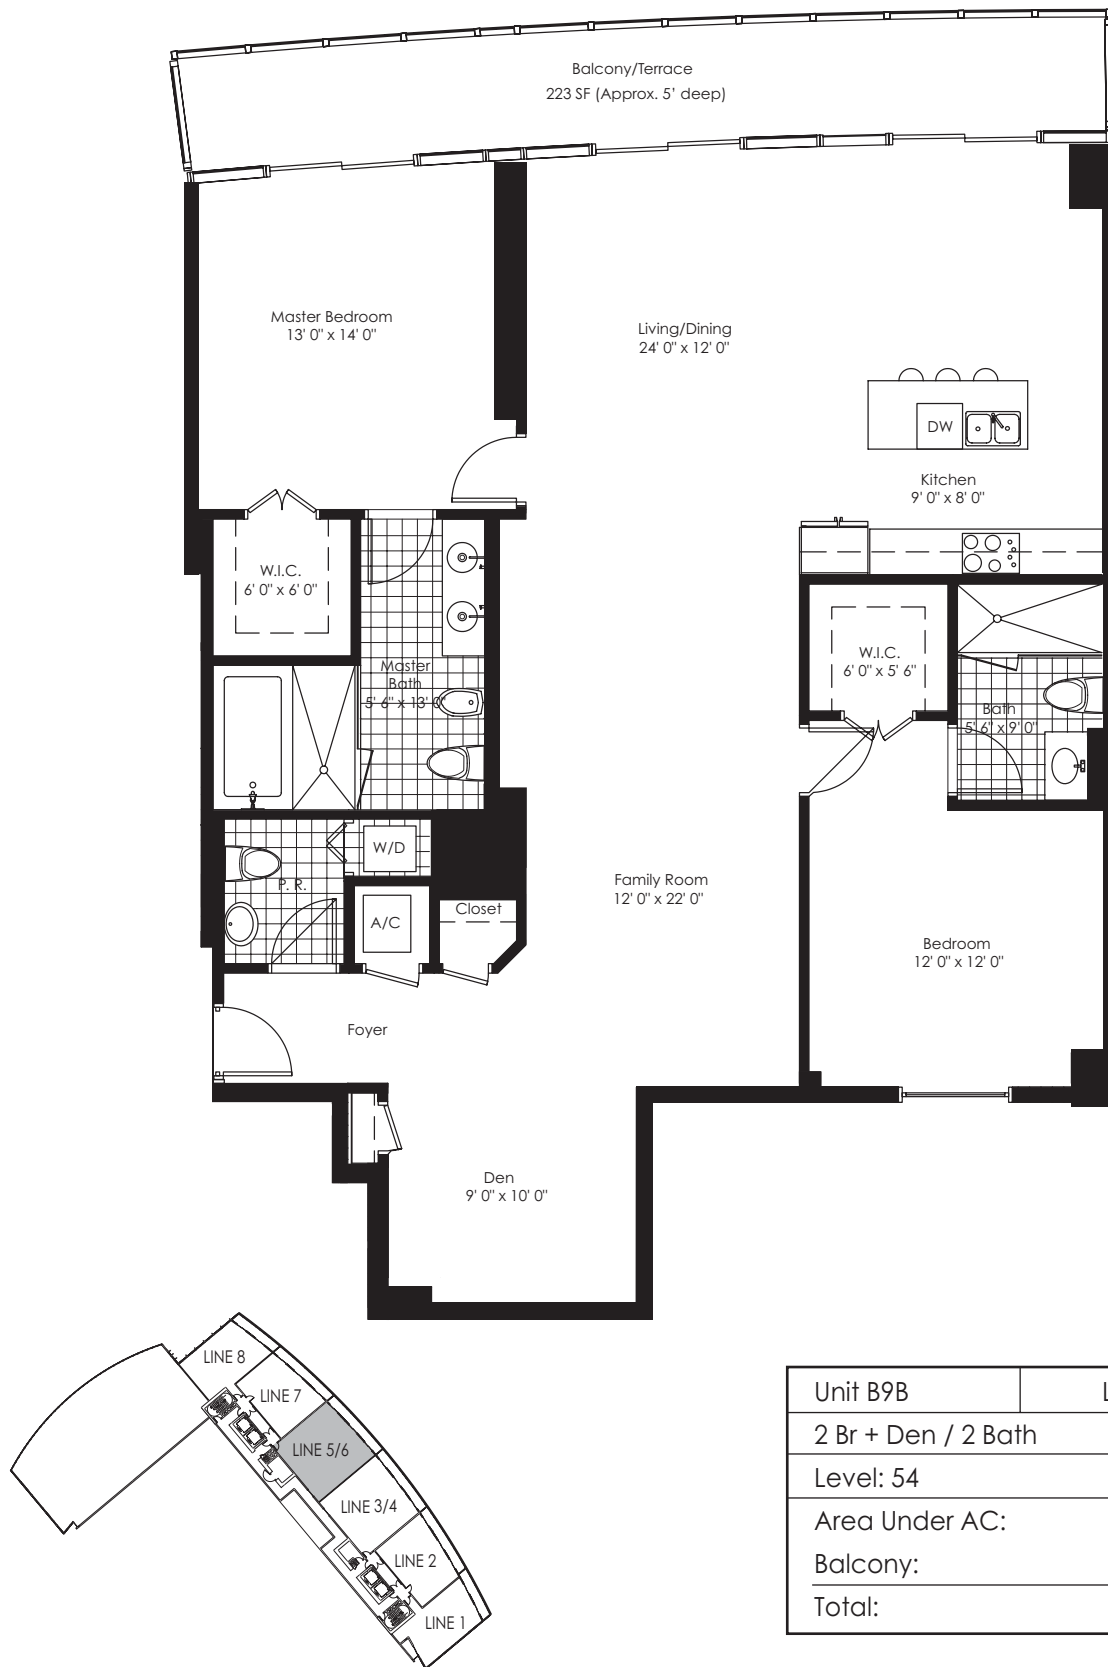 Balcony/Terrace
223 SF (Approx. 5' deep)
Master Bedroom
13' 0" x 14' 0"
Living/Dining
24' 0" x 12' 0"
DW
Kitchen
9' 0" x 8' 0"
W.I.C.
6' 0" x 6' 0"
Master
Bath
5' 6" x 13' 0"
W.I.C.
6' 0" x 5' 6"
Bath
5' 6" x 9' 0"
W/D
P. R.
A/C
Closet
Family Room
12' 0" x 22' 0"
Bedroom
12' 0" x 12' 0"
Foyer
Den
9' 0" x 10' 0"
LINE 8
LINE 7
LINE 5/6
LINE 3/4
LINE 2
LINE 1
Unit B9B
2 Br + Den / 2 Bath
Level: 54
Area Under AC:
Balcony:
Total: